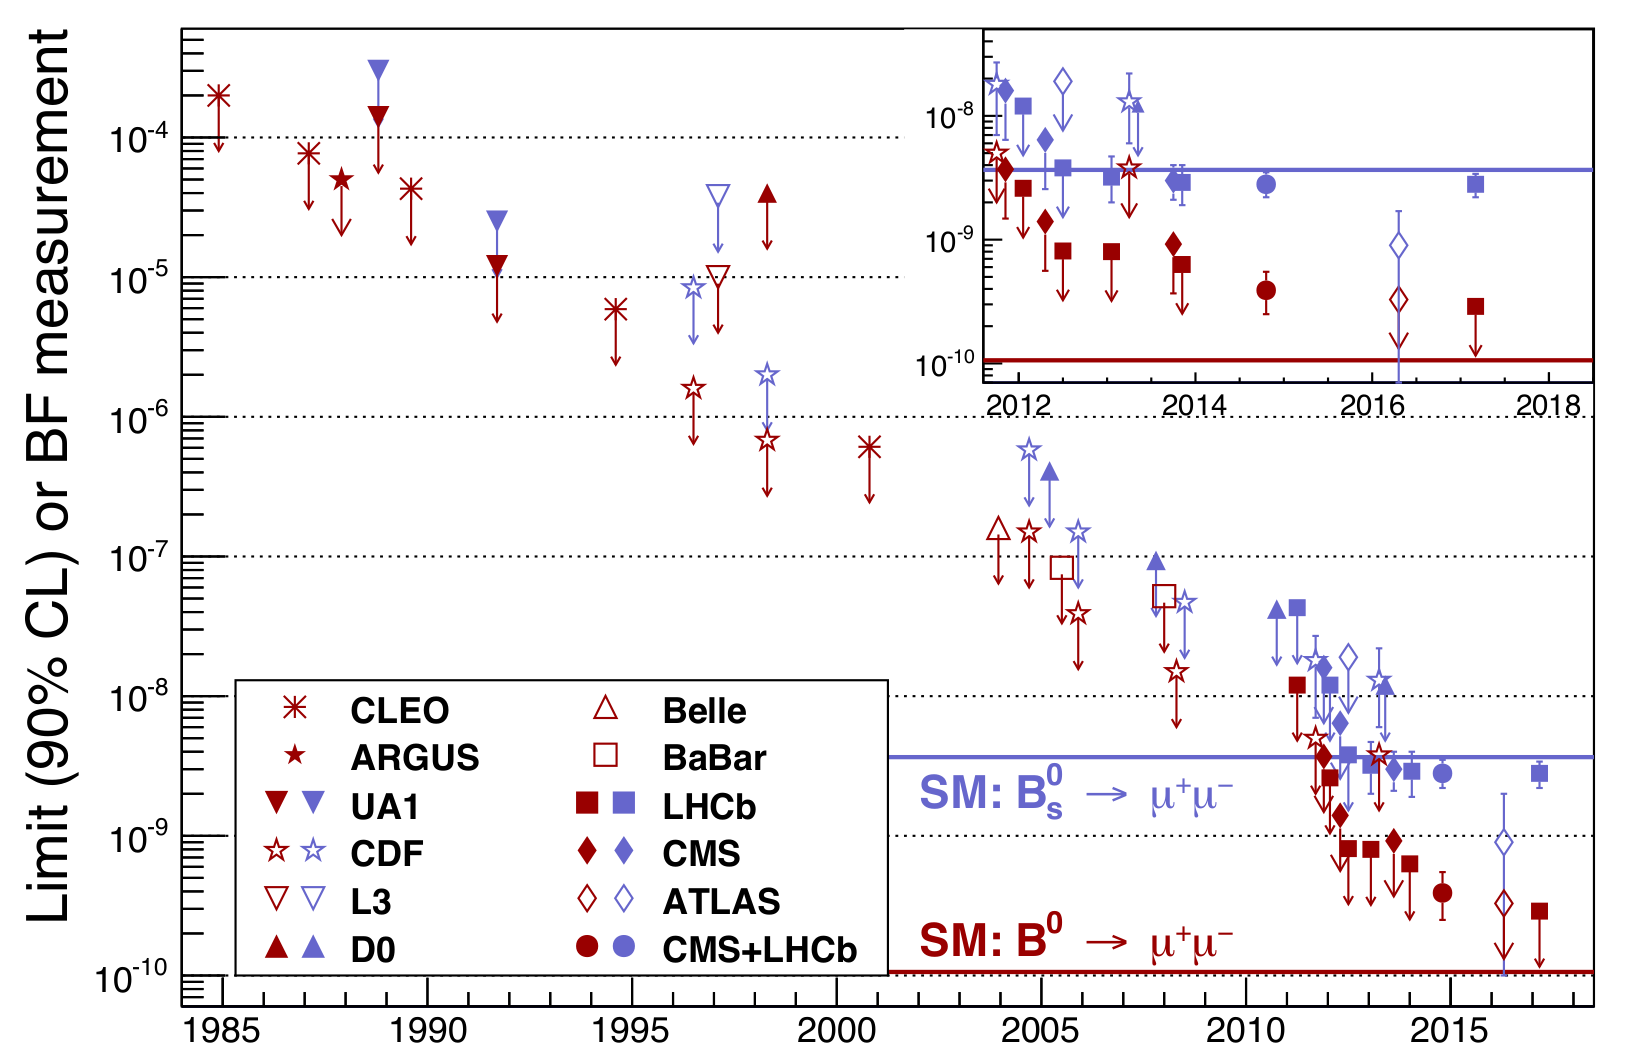 Limit (90% CL) or BF measurement
10⁻⁴
10⁻⁵
10⁻⁶
10⁻⁷
10⁻⁸
10⁻⁹
10⁻¹⁰
1985 1990 1995 2000 2005 2010 2015
10⁻⁸
10⁻⁹
10⁻¹⁰
2012 2014 2016 2018
CLEO Belle
ARGUS BaBar
UA1 LHCb
CDF CMS
L3 ATLAS
D0 CMS+LHCb
SM: B⁰ₛ → μ⁺μ⁻
SM: B⁰ → μ⁺μ⁻